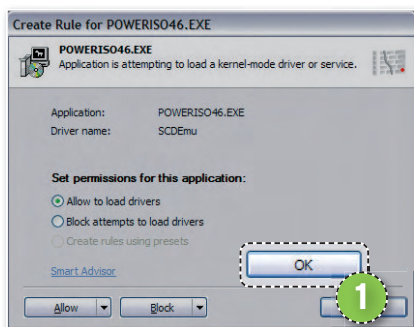 Create Rule for POWERISO46.EXE
POWERISO46.EXE
Application is attempting to load a kernel-mode driver or service.
Application: POWERISO46.EXE
Driver name: SCDEmu
Set permissions for this application:
Allow to load drivers
Block attempts to load drivers
Create rules using presets
OK
Smart Advisor
Allow
Block
1